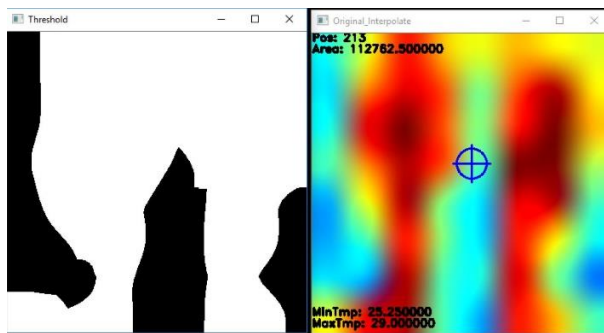 Threshold
Original_Interpolate
Pos: 213
Area: 112762.500000
MinTmp: 25.250000
MaxTmp: 29.000000